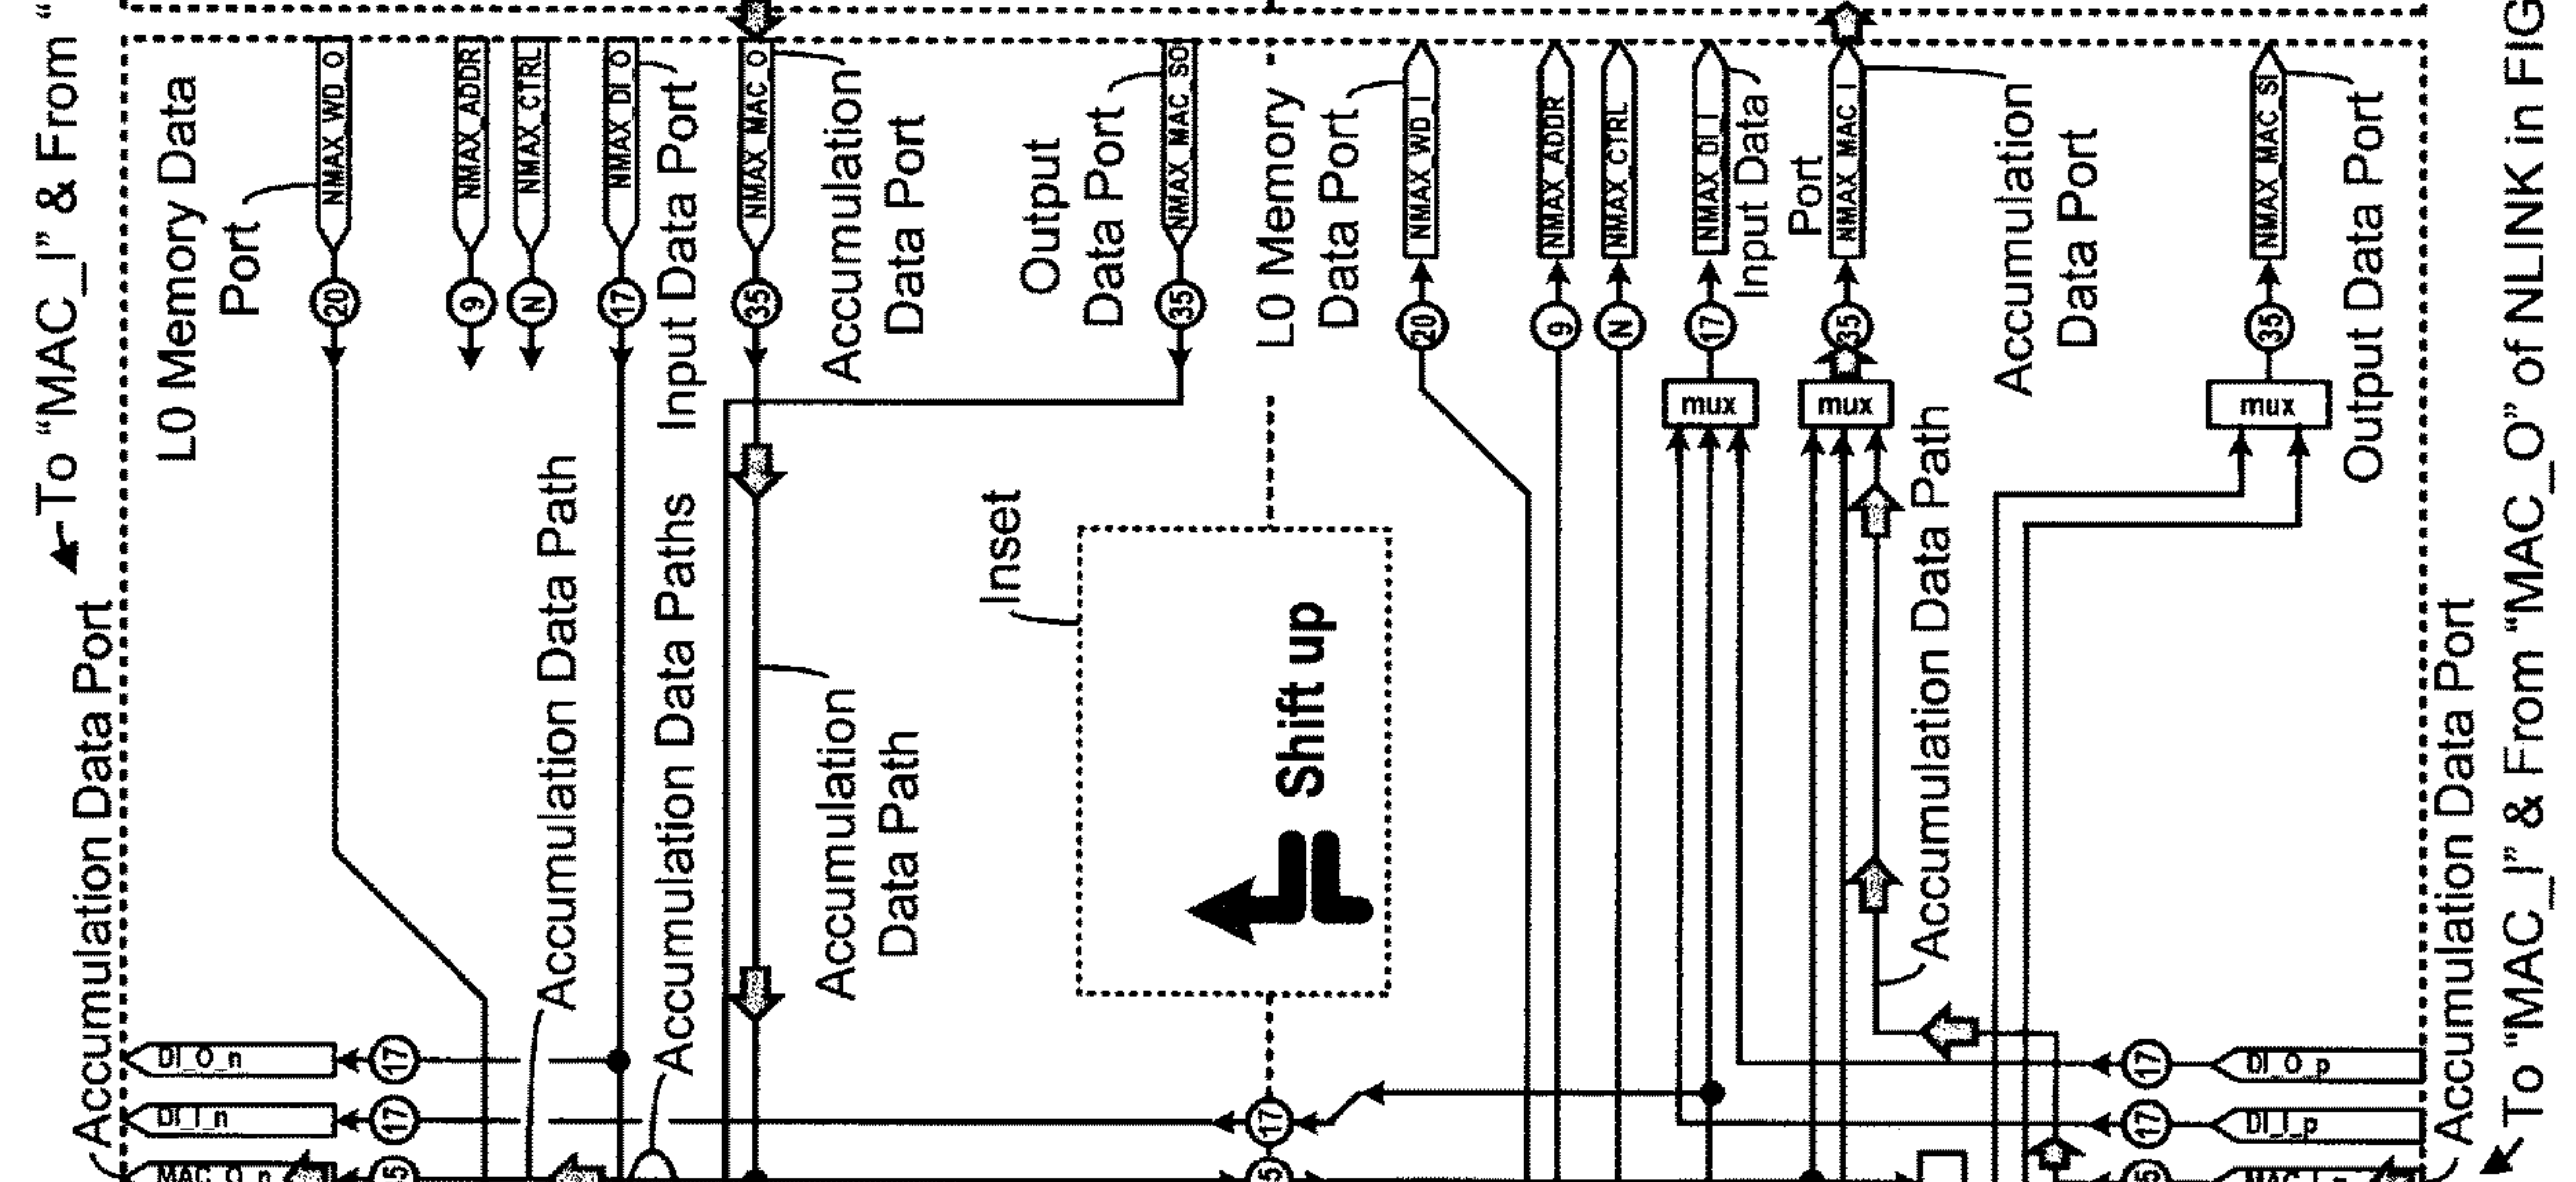 To “MAC_I” & From “
Accumulation Data Port
L0 Memory Data
Port
NMAX_WD_O
20
NMAX_ADDR
9
NMAX_CTRL
N
NMAX_DI_O
17
Input Data Port
NMAX_MAC_O
35
Accumulation
Data Port
Output
Data Port
NMAX_MAC_SO
35
Accumulation Data Path
Accumulation Data Paths
Accumulation
Data Path
Inset
Shift up
L0 Memory
Data Port
NMAX_WD_I
20
NMAX_ADDR
9
NMAX_CTRL
N
NMAX_DI_I
17
Input Data
Port
NMAX_MAC_I
35
mux
mux
Accumulation
Data Port
Accumulation Data Path
NMAX_MAC_SI
35
mux
Output Data Port
DI_O_n
17
DI_I_n
17
MAC_O_n
17
DI_O_p
17
DI_I_p
17
Accumulation Data Port
To “MAC_I” & From “MAC_O” of NLINK in FIG